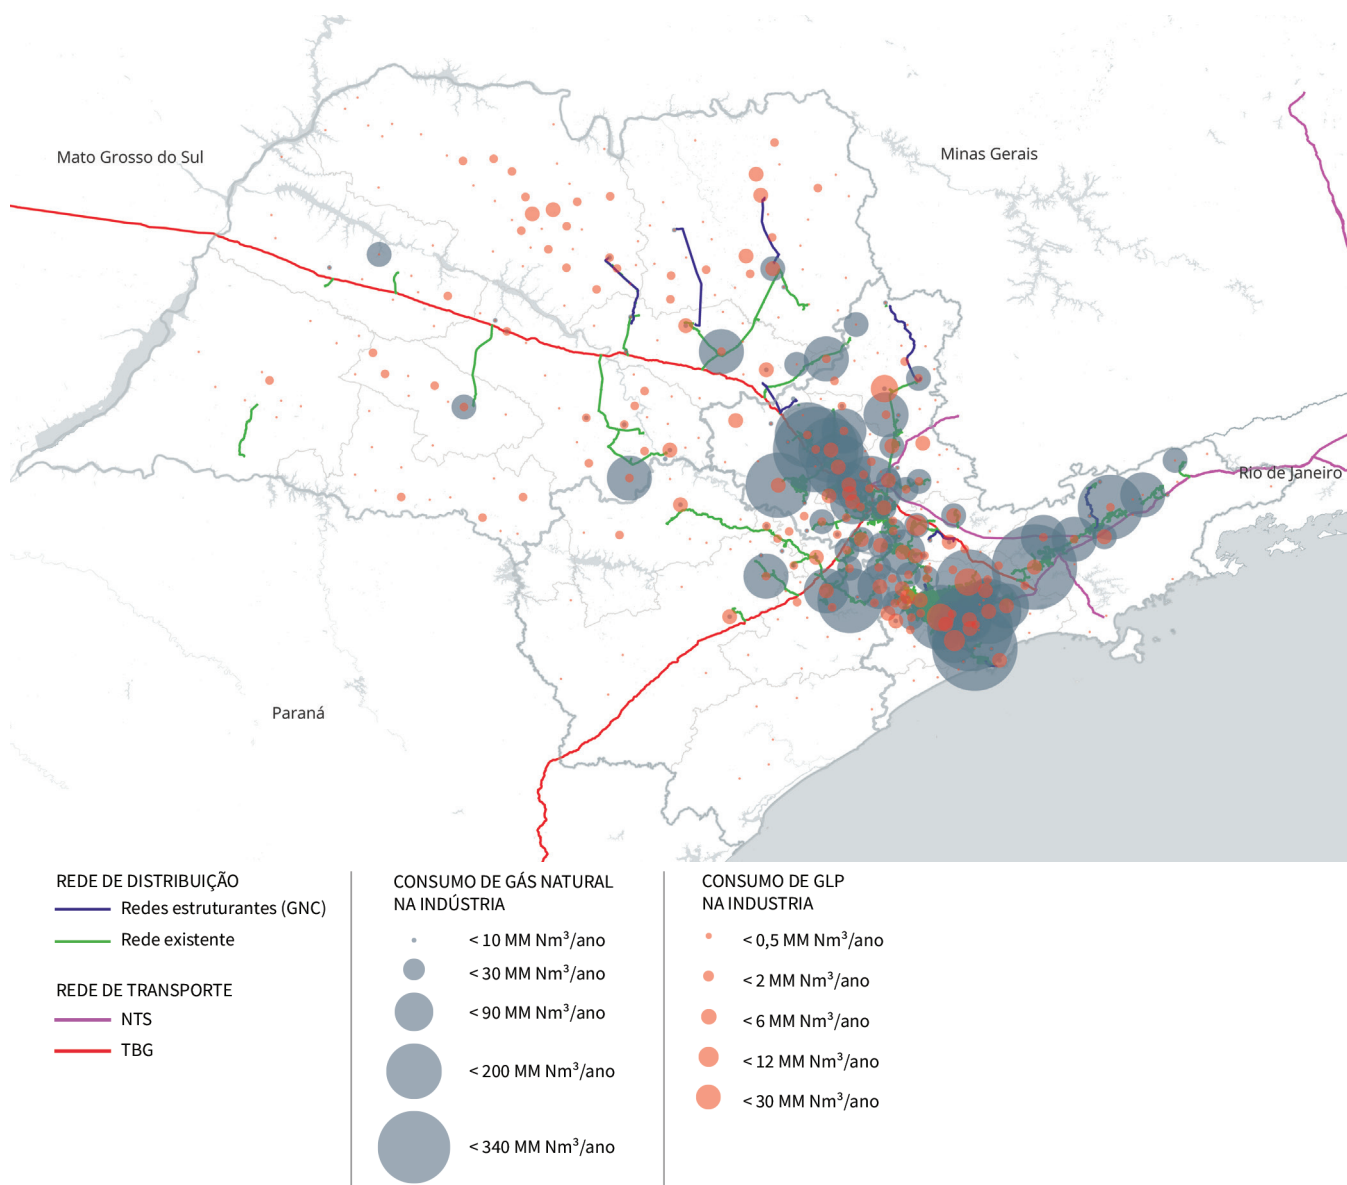 Mato Grosso do Sul
Minas Gerais
Rio de Janeiro
Paraná
REDE DE DISTRIBUIÇÃO
Redes estruturantes (GNC)
Rede existente
REDE DE TRANSPORTE
NTS
TBG
CONSUMO DE GÁS NATURAL
NA INDÚSTRIA
< 10 MM Nm³/ano
< 30 MM Nm³/ano
< 90 MM Nm³/ano
< 200 MM Nm³/ano
< 340 MM Nm³/ano
CONSUMO DE GLP
NA INDUSTRIA
< 0,5 MM Nm³/ano
< 2 MM Nm³/ano
< 6 MM Nm³/ano
< 12 MM Nm³/ano
< 30 MM Nm³/ano